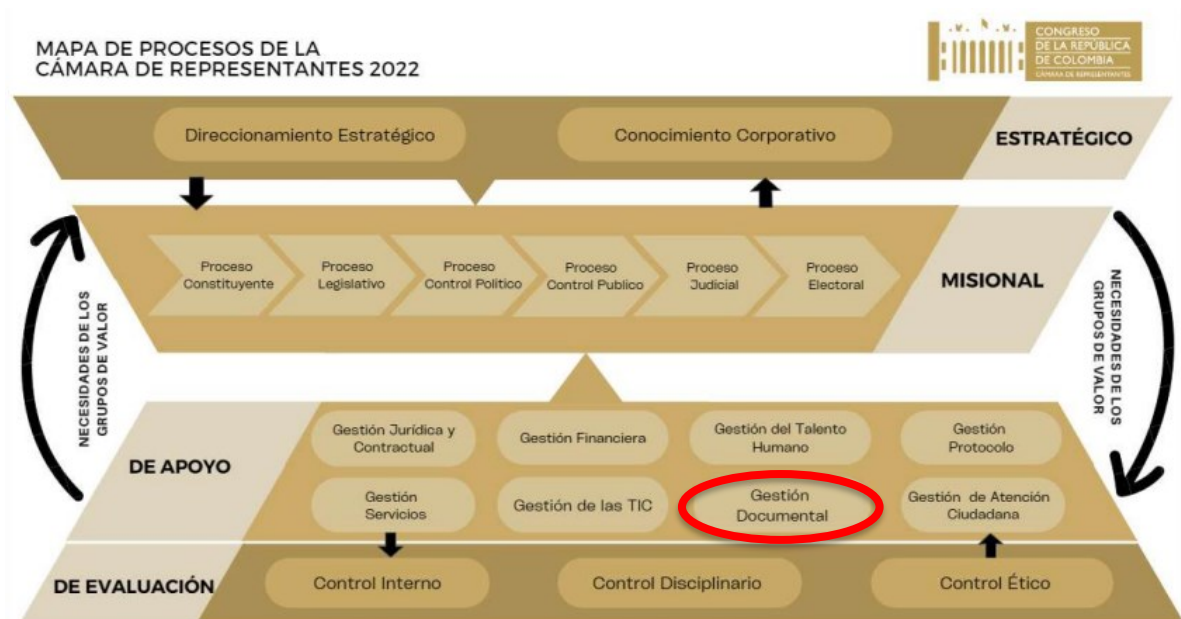 MAPA DE PROCESOS DE LA
CÁMARA DE REPRESENTANTES 2022
CONGRESO
DE LA REPÚBLICA
DE COLOMBIA
CÁMARA DE REPRESENTANTES
Direccionamiento Estratégico
Conocimiento Corporativo
ESTRATÉGICO
Proceso
Constituyente
Proceso
Legislativo
Proceso
Control Político
Proceso
Control Publico
Proceso
Judicial
Proceso
Electoral
MISIONAL
NECESIDADES DE LOS
GRUPOS DE VALOR
NECESIDADES DE LOS
GRUPOS DE VALOR
DE APOYO
Gestión Jurídica y
Contractual
Gestión Financiera
Gestión del Talento
Humano
Gestión
Protocolo
Gestión
Servicios
Gestión de las TIC
Gestión
Documental
Gestión de Atención
Ciudadana
DE EVALUACIÓN
Control Interno
Control Disciplinario
Control Ético